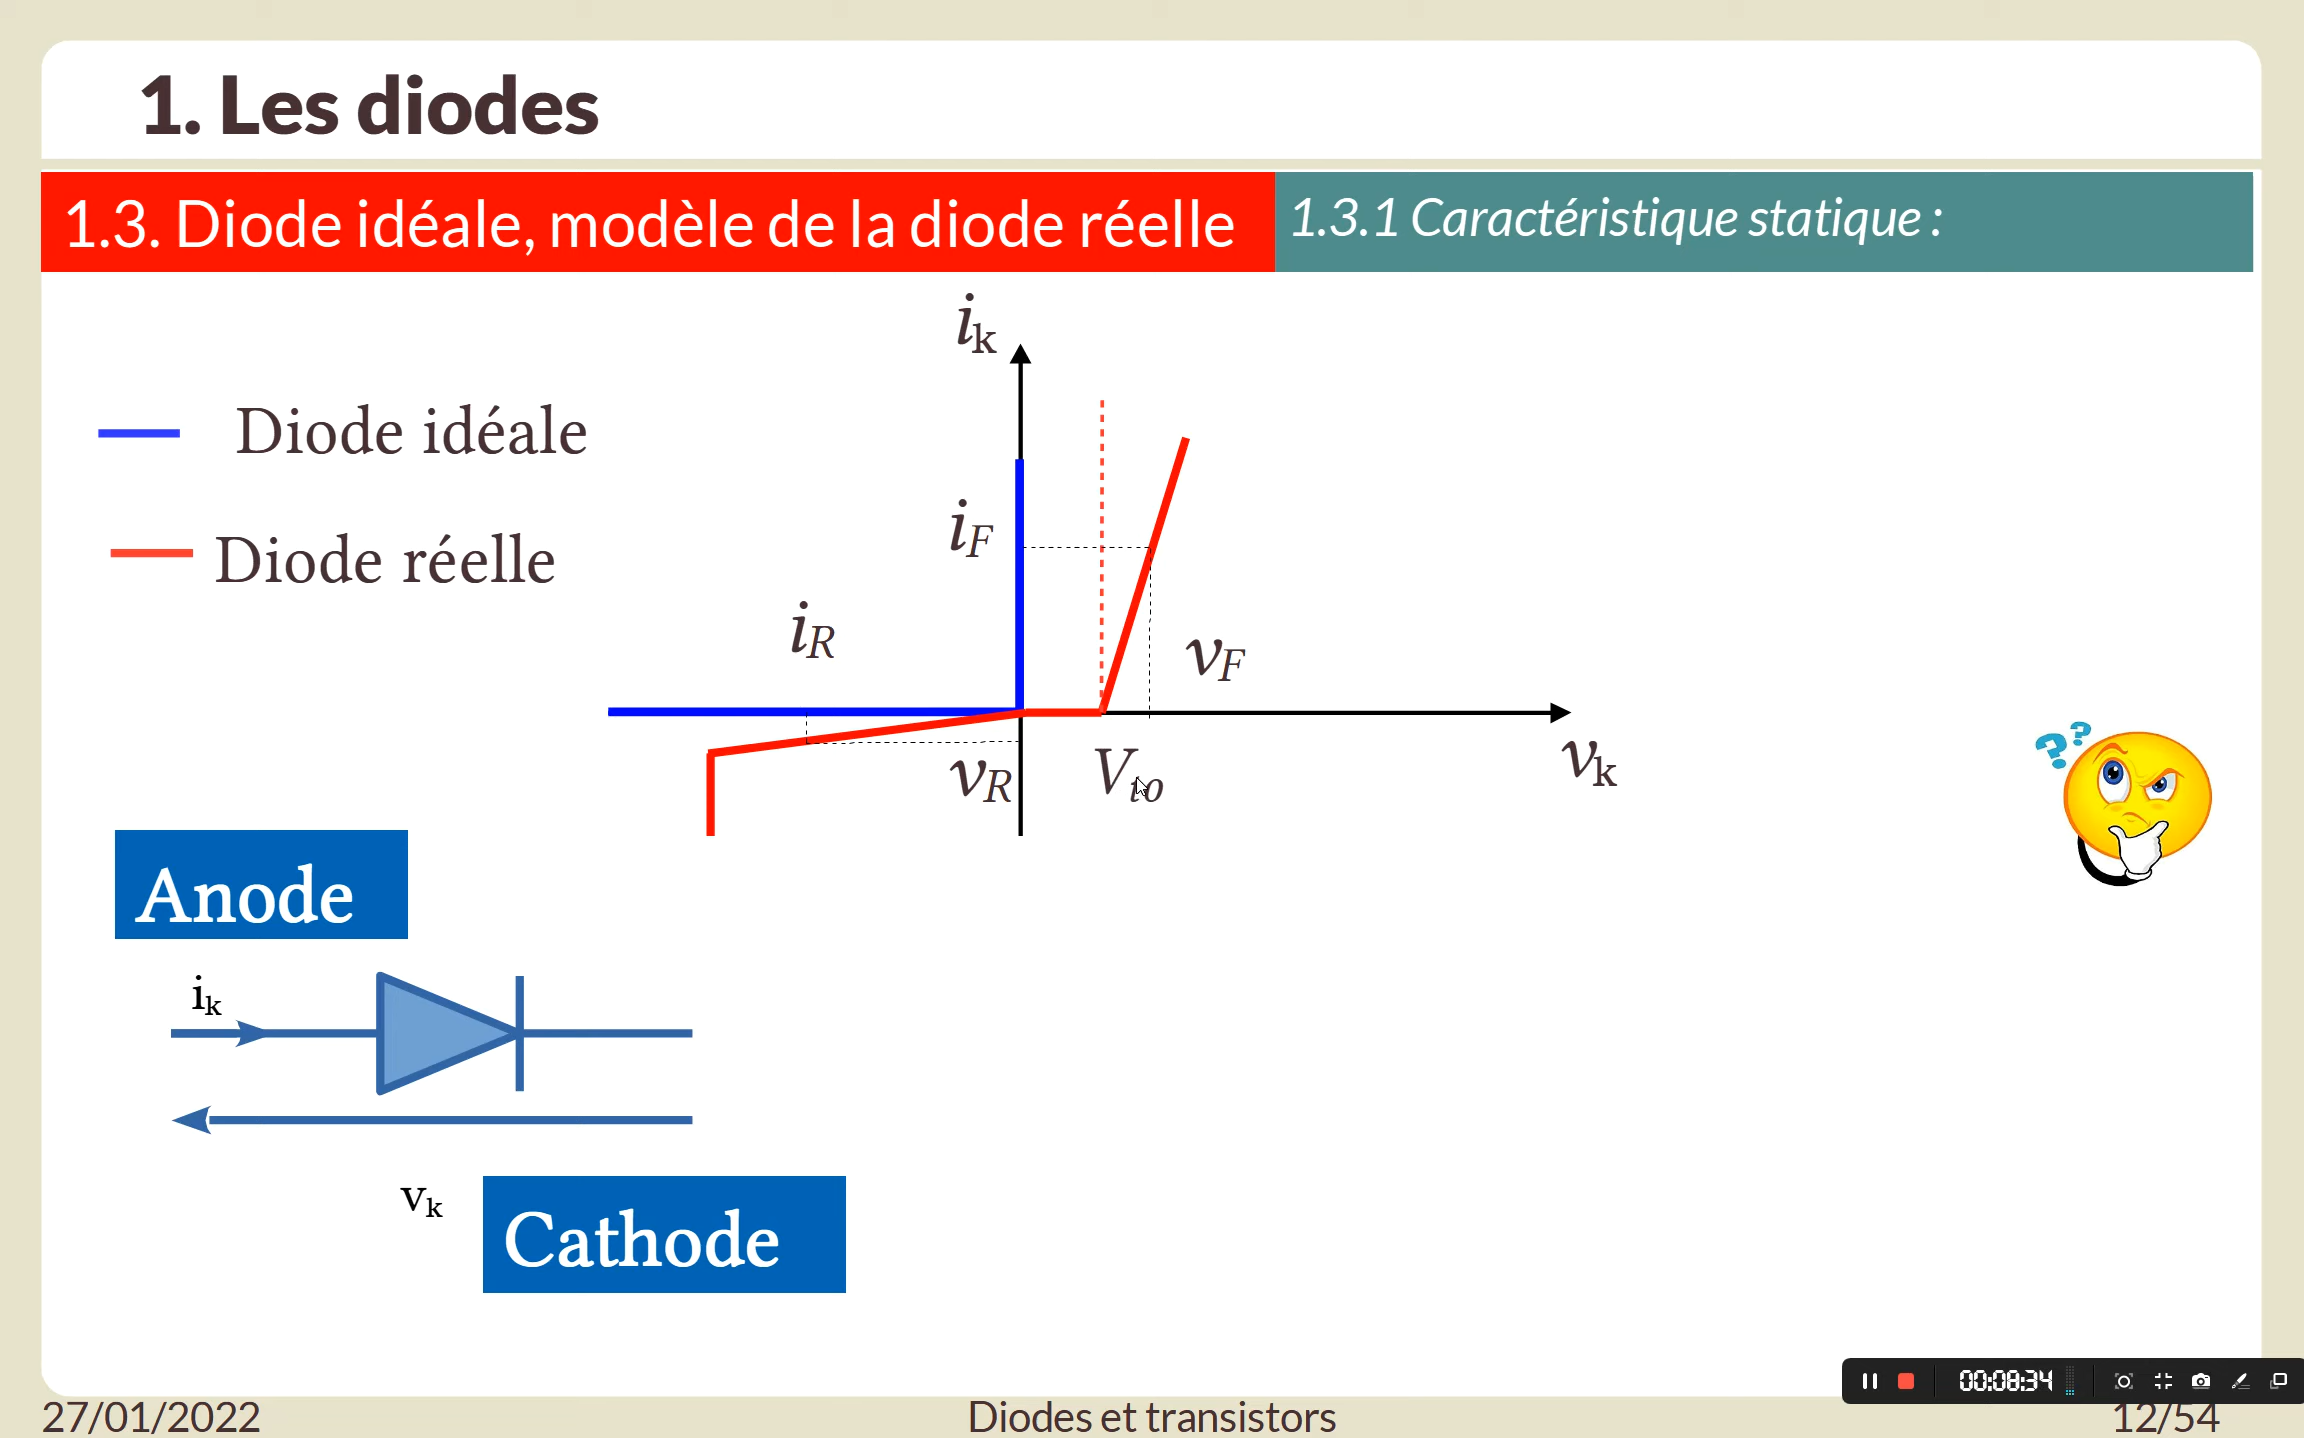 1. Les diodes
1.3. Diode idéale, modèle de la diode réelle
1.3.1 Caractéristique statique :
ik
Diode idéale
iF
Diode réelle
iR
vF
vk
vR
Vto
??
Anode
ik
vk
Cathode
00:08:34
27/01/2022
Diodes et transistors
12/54